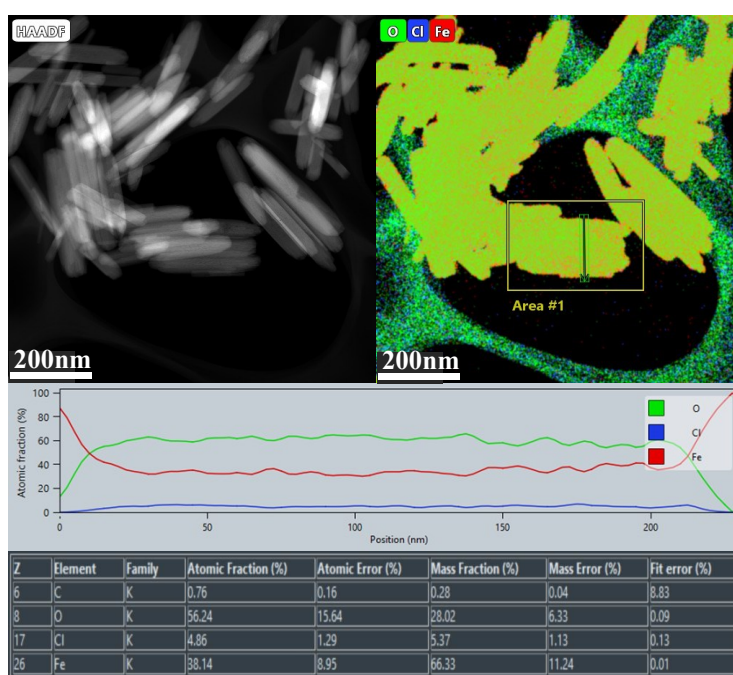 HAADF
O Cl Fe
Area #1
200nm
200nm
Atomic fraction (%)
100
80
60
40
20
0
0 50 100 150 200
Position (nm)
O
Cl
Fe
Z Element Family Atomic Fraction (%) Atomic Error (%) Mass Fraction (%) Mass Error (%) Fit error (%)
6 C K 0.76 0.16 0.28 0.04 8.83
8 O K 56.24 15.64 28.02 6.33 0.09
17 Cl K 4.86 1.29 5.37 1.13 0.13
26 Fe K 38.14 8.95 66.33 11.24 0.01